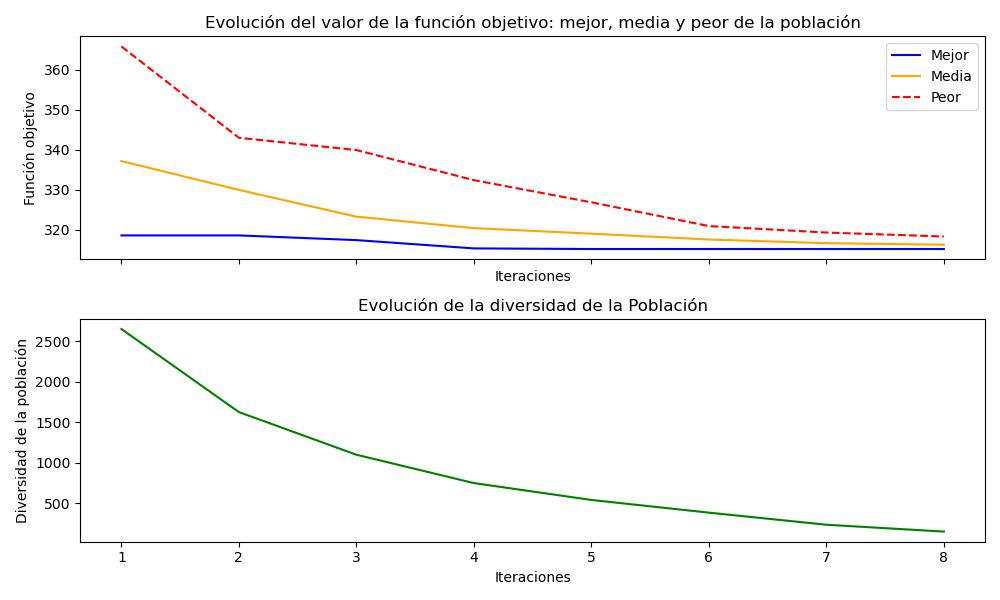 Evolución del valor de la función objetivo: mejor, media y peor de la población
Función objetivo
360
350
340
330
320
Mejor
Media
Peor
Iteraciones
Evolución de la diversidad de la Población
Diversidad de la población
2500
2000
1500
1000
500
1 2 3 4 5 6 7 8
Iteraciones